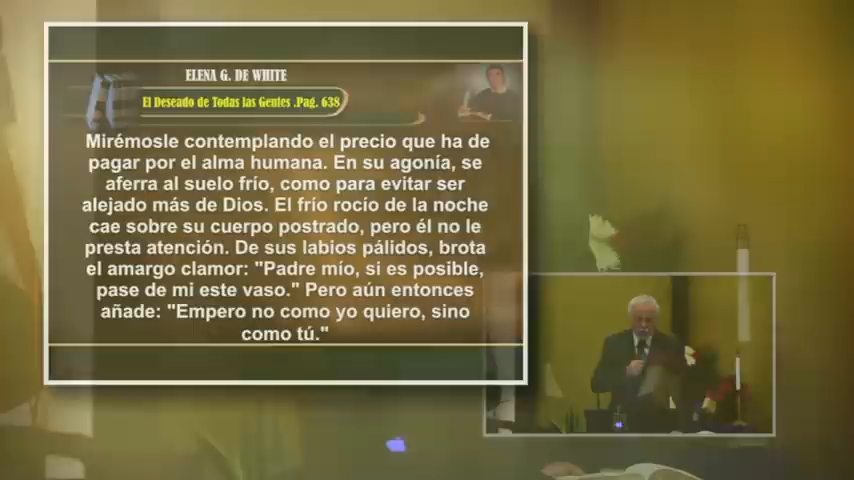 ELENA G. DE WHITE
El Deseado de Todas las Gentes .Pag. 638
Mirémosle contemplando el precio que ha de
pagar por el alma humana. En su agonía, se
aferra al suelo frío, como para evitar ser
alejado más de Dios. El frío rocío de la noche
cae sobre su cuerpo postrado, pero él no le
presta atención. De sus labios pálidos, brota
el amargo clamor: "Padre mío, si es posible,
pase de mi este vaso." Pero aún entonces
añade: "Empero no como yo quiero, sino
como tú."